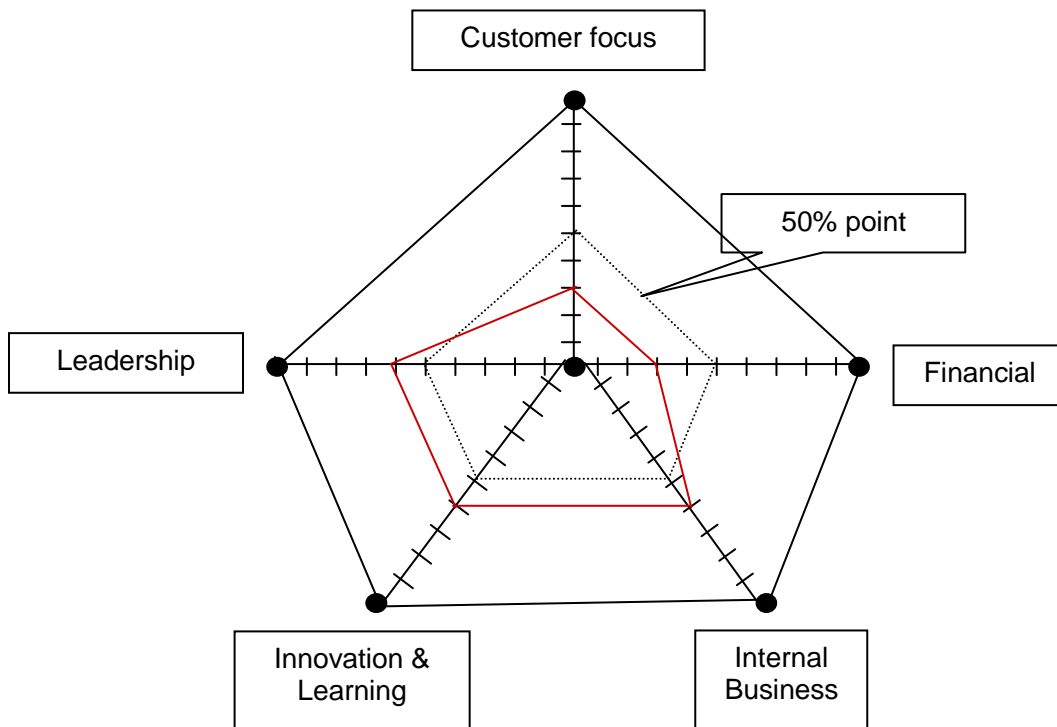 Customer focus
50% point
Leadership
Financial
Innovation &
Learning
Internal
Business